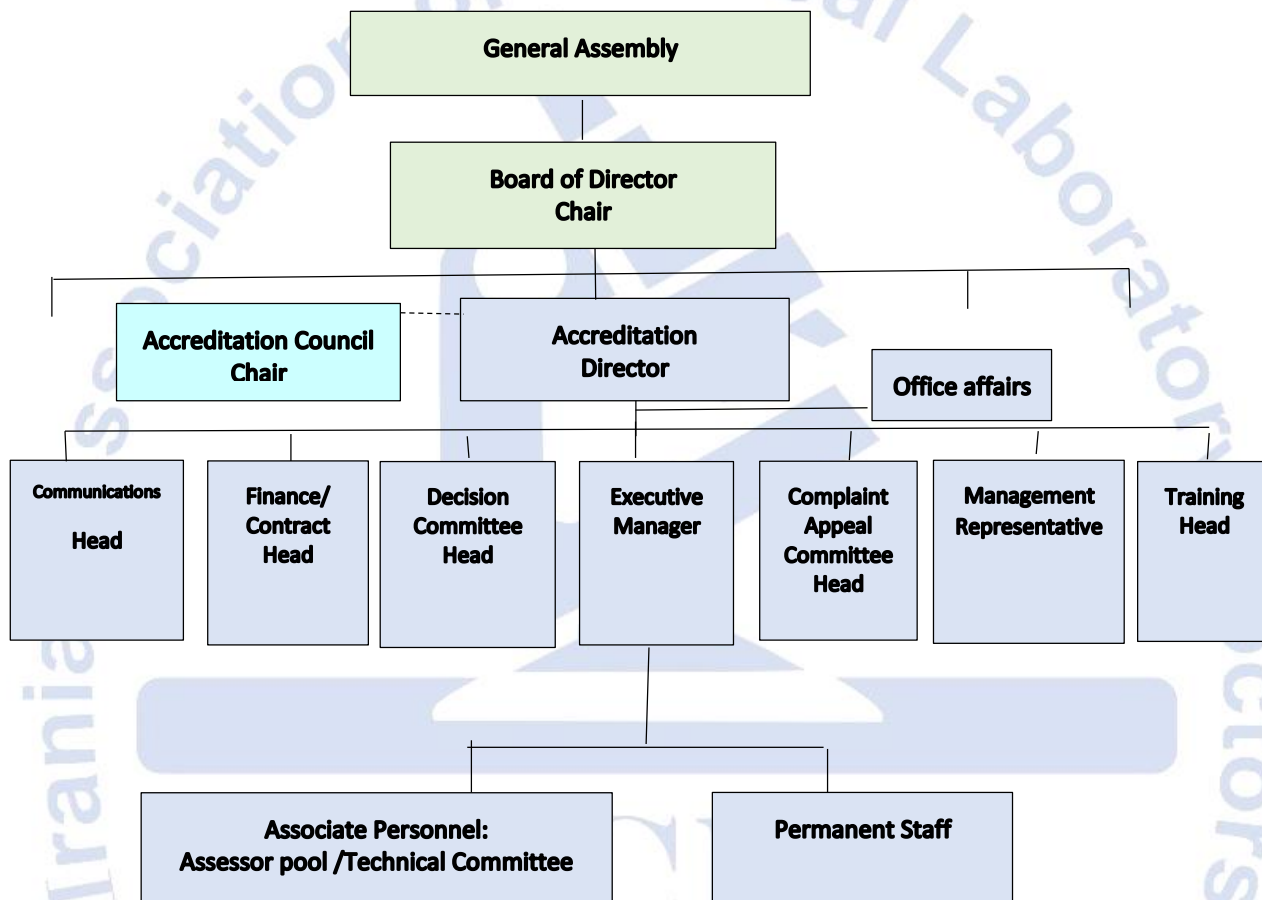 General Assembly
Board of Director
Chair
Accreditation Council
Chair
Accreditation
Director
Office affairs
Communications
Head
Finance/
Contract
Head
Decision
Committee
Head
Executive
Manager
Complaint
Appeal
Committee
Head
Management
Representative
Training
Head
Associate Personnel:
Assessor pool /Technical Committee
Permanent Staff